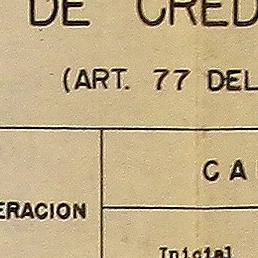 DE CRED
(ART. 77 DEL
CA
ERACION
Inicial